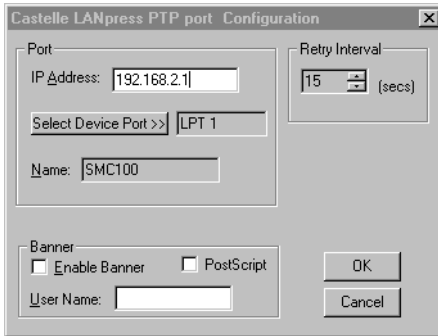 Castelle LANpress PTP port Configuration
Port
IP Address: 192.168.2.1
Select Device Port >> LPT 1
Name: SMC100
Retry Interval
15 (secs)
Banner
Enable Banner PostScript
User Name:
OK
Cancel